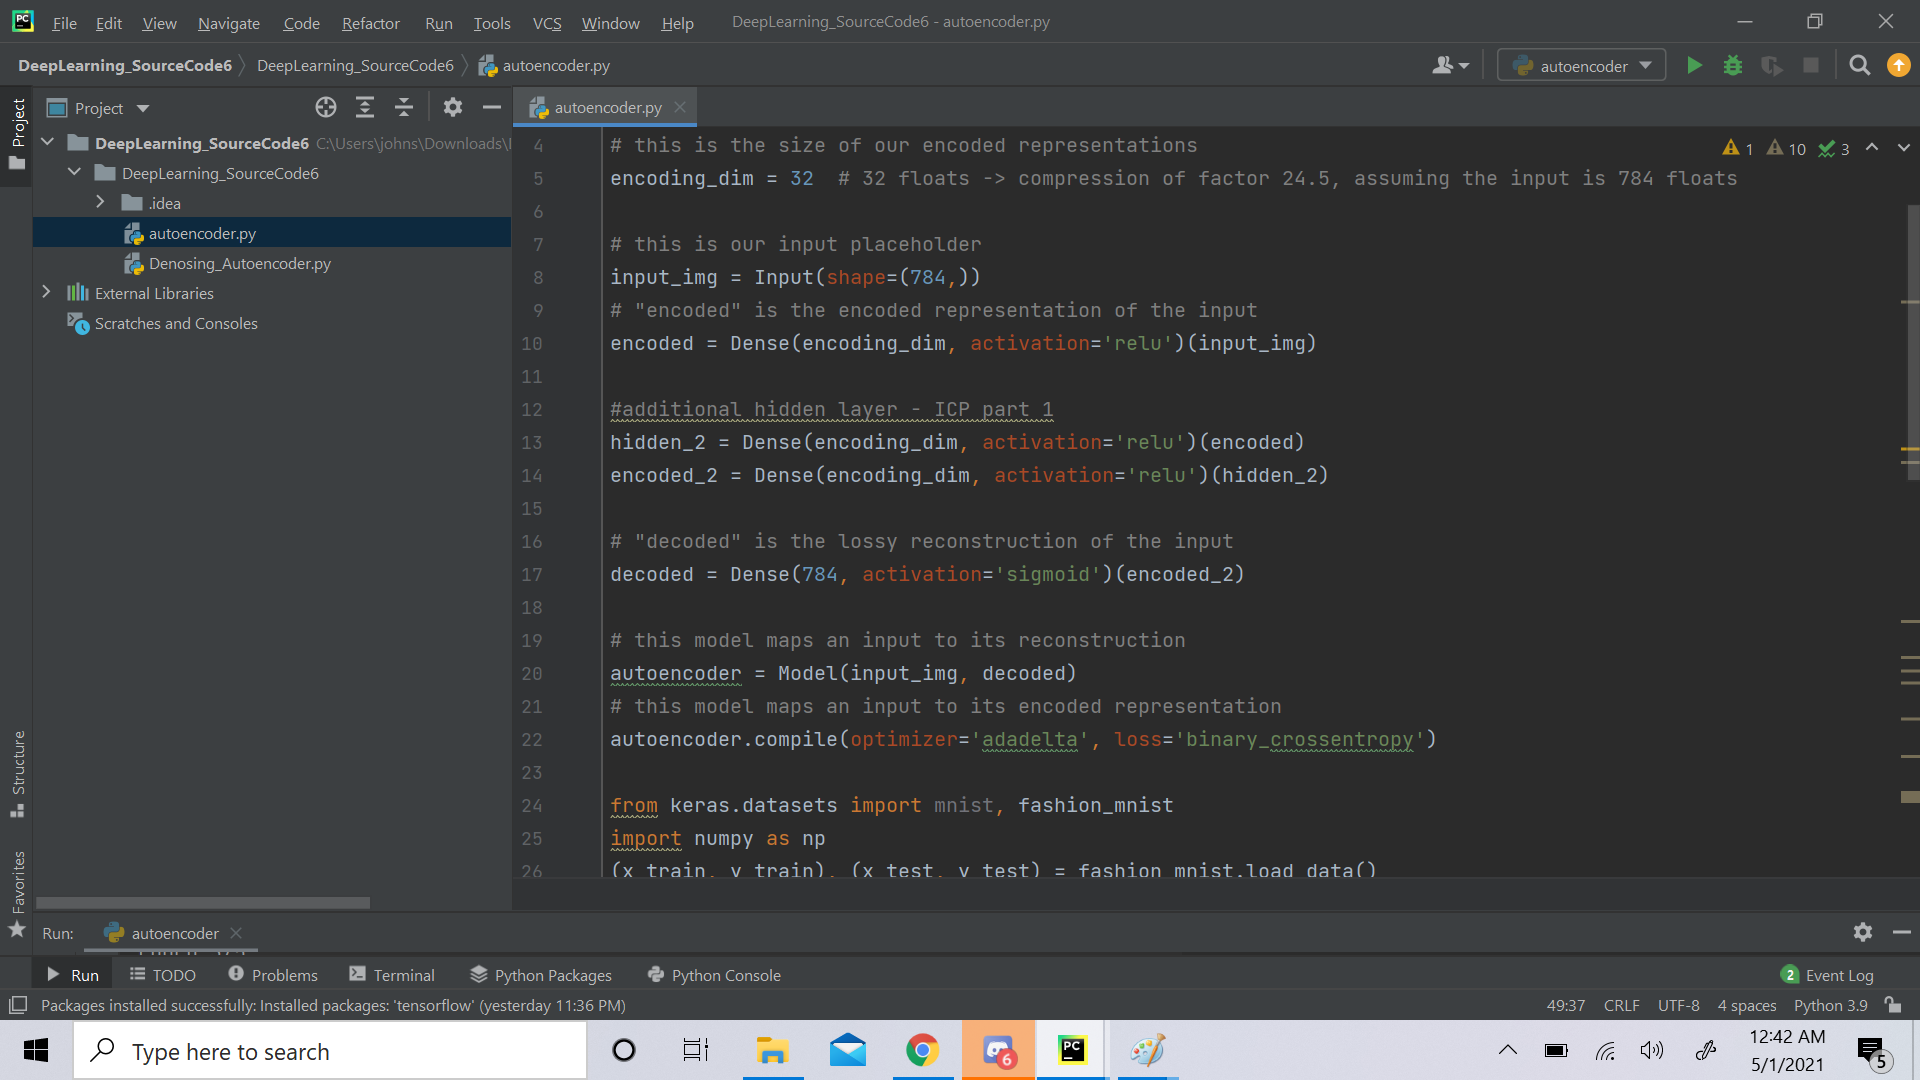 File Edit View Navigate Code Refactor Run Tools VCS Window Help DeepLearning_SourceCode6 - autoencoder.py
DeepLearning_SourceCode6 DeepLearning_SourceCode6 autoencoder.py autoencoder
Project
Project
autoencoder.py
DeepLearning_SourceCode6 C:\Users\johns\Downloads\
DeepLearning_SourceCode6
.idea
autoencoder.py
Denosing_Autoencoder.py
External Libraries
Scratches and Consoles
1 10 3
4 # this is the size of our encoded representations
5 encoding_dim = 32  # 32 floats -> compression of factor 24.5, assuming the input is 784 floats
6
7 # this is our input placeholder
8 input_img = Input(shape=(784,))
9 # "encoded" is the encoded representation of the input
10 encoded = Dense(encoding_dim, activation='relu')(input_img)
11
12 #additional hidden layer - ICP part 1
13 hidden_2 = Dense(encoding_dim, activation='relu')(encoded)
14 encoded_2 = Dense(encoding_dim, activation='relu')(hidden_2)
15
16 # "decoded" is the lossy reconstruction of the input
17 decoded = Dense(784, activation='sigmoid')(encoded_2)
18
19 # this model maps an input to its reconstruction
20 autoencoder = Model(input_img, decoded)
21 # this model maps an input to its encoded representation
22 autoencoder.compile(optimizer='adadelta', loss='binary_crossentropy')
23
24 from keras.datasets import mnist, fashion_mnist
25 import numpy as np
26 (x_train, y_train), (x_test, y_test) = fashion_mnist.load_data()
Structure
Favorites
Run: autoencoder
Run TODO Problems Terminal Python Packages Python Console 2 Event Log
Packages installed successfully: Installed packages: 'tensorflow' (yesterday 11:36 PM) 49:37 CRLF UTF-8 4 spaces Python 3.9
Type here to search
6
PC
12:42 AM
5/1/2021
5